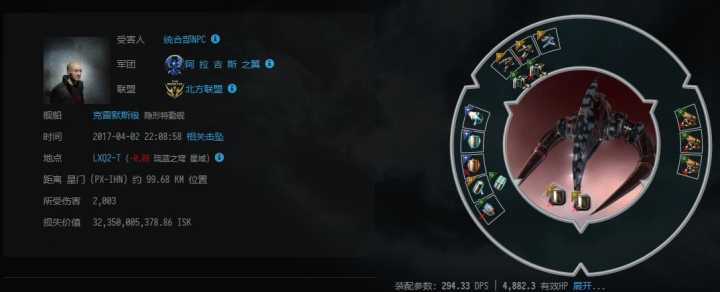 受害人 统合部NPC
军团 阿 拉 吉 斯 之翼
联盟 北方联盟
舰船 克雷默斯级 隐形特勤舰
时间 2017-04-02 22:08:58 相关击坠
地点 LXQ2-T (-0.88 琉蓝之穹 星域)
距离 星门 (PX-IHN) 约 99.68 KM 位置
所受伤害 2,003
损失价值 32,350,005,378.86 ISK
装配参数: 294.33 DPS | 4,882.3 有效HP 展开...